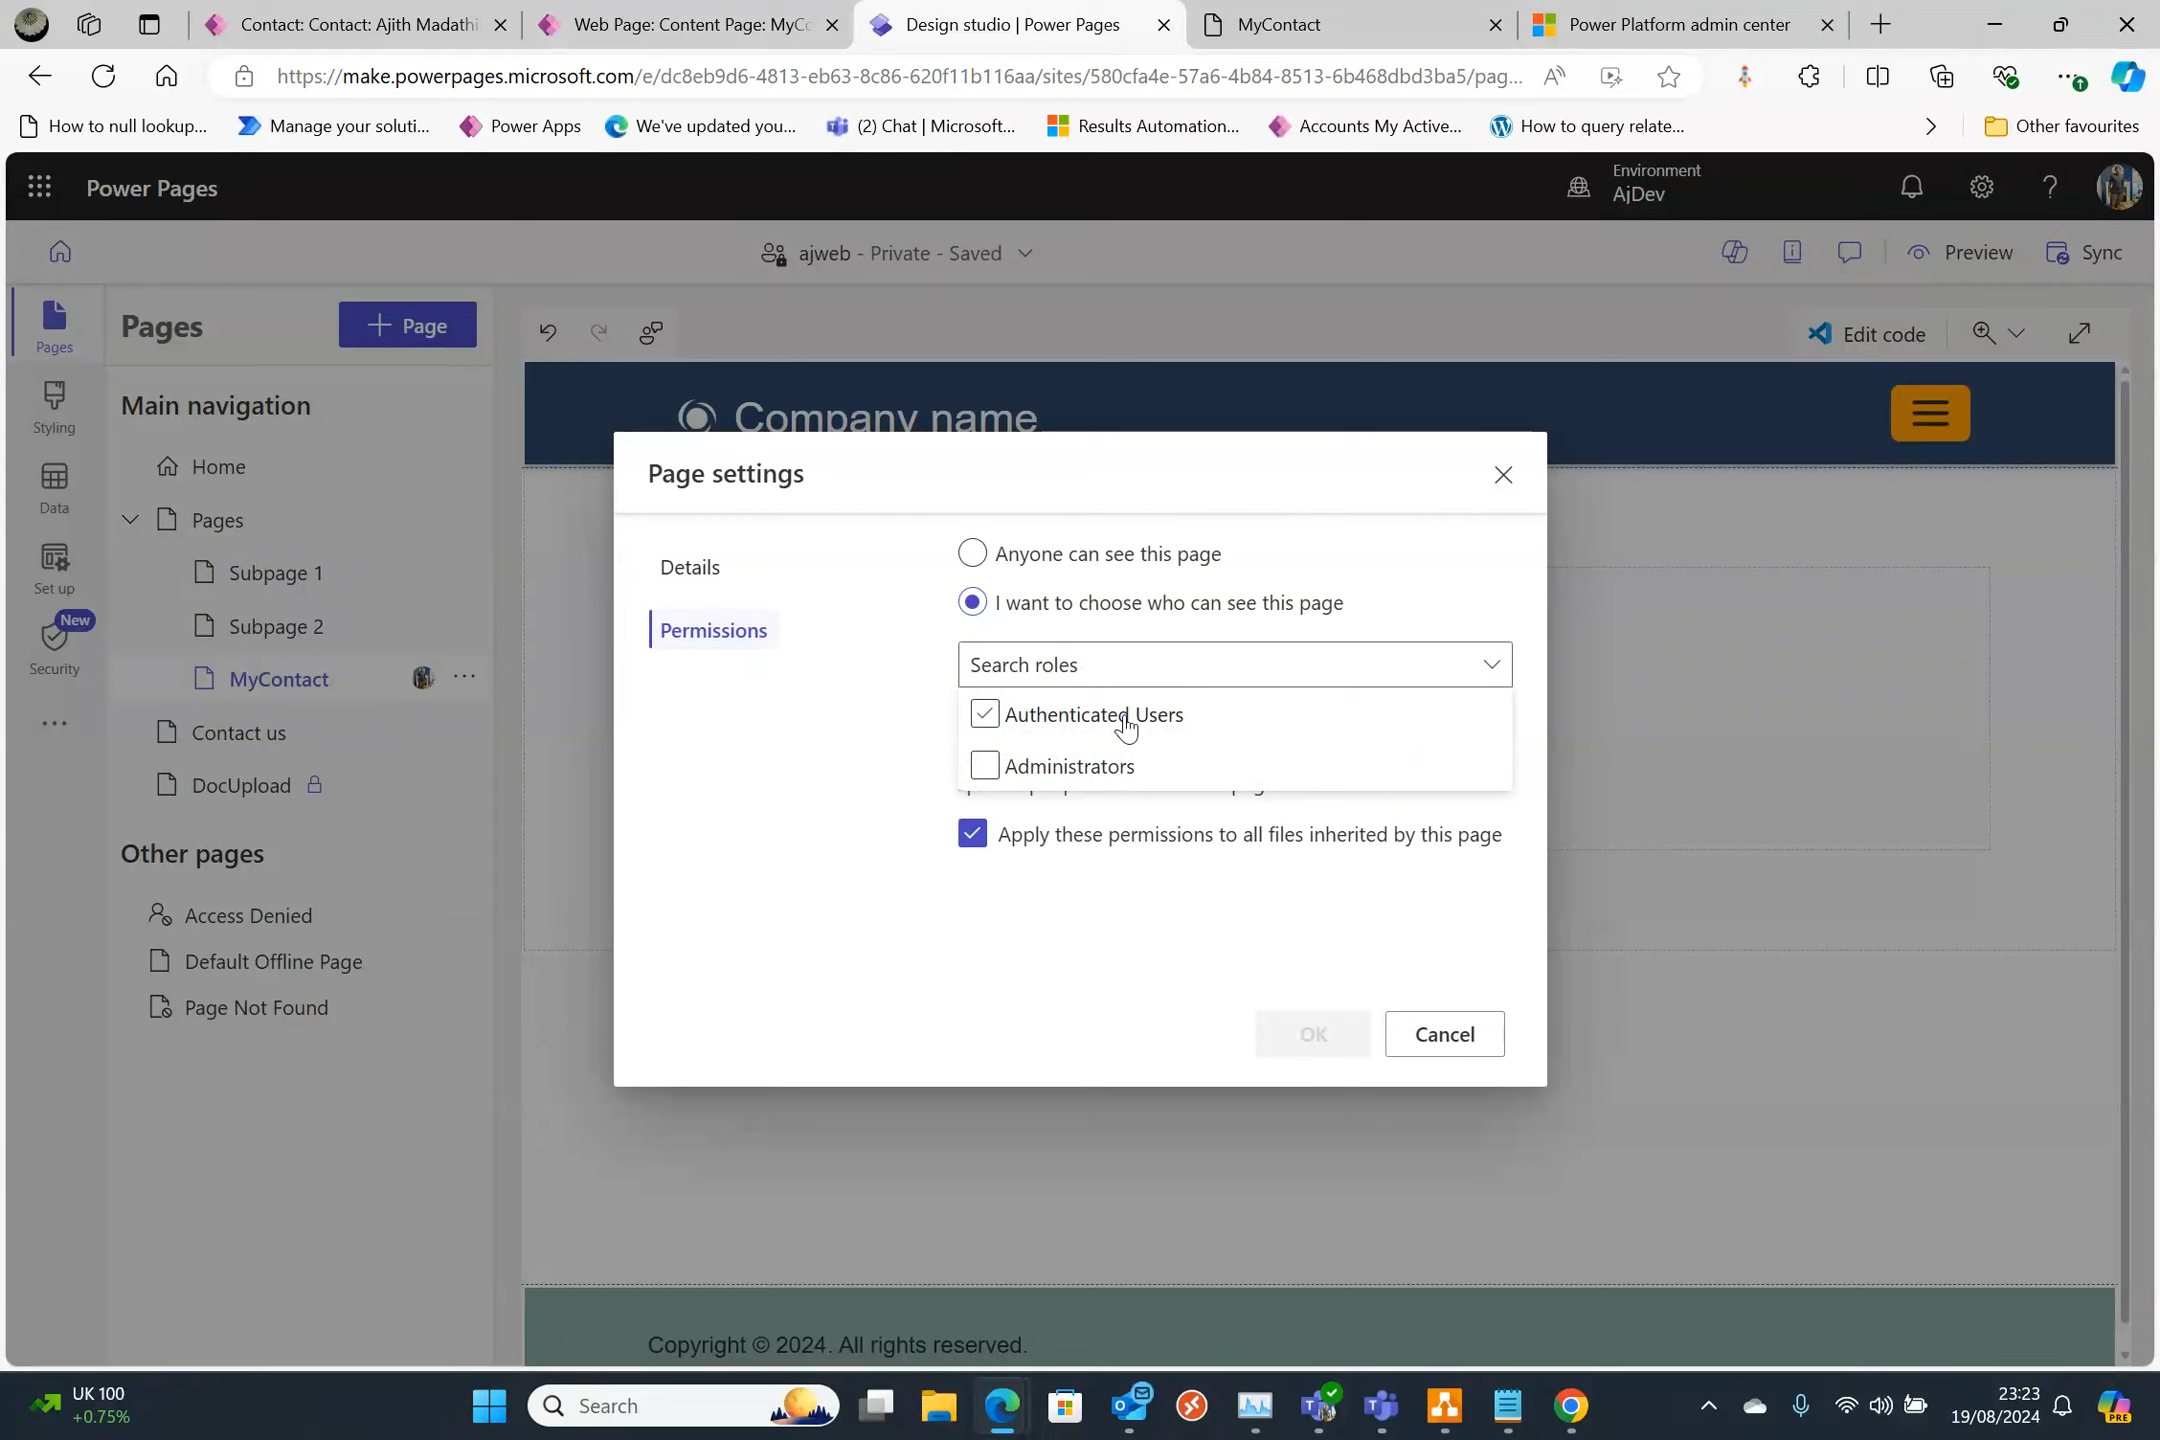 Contact: Contact: Ajith Madathi
Web Page: Content Page: MyCo
Design studio | Power Pages
MyContact
Power Platform admin center
https://make.powerpages.microsoft.com/e/dc8eb9d6-4813-eb63-8c86-620f11b116aa/sites/580cfa4e-57a6-4b84-8513-6b468dbd3ba5/pag...
How to null lookup...
Manage your soluti...
Power Apps
We've updated you...
(2) Chat | Microsoft...
Results Automation...
Accounts My Active...
How to query relate...
Other favourites
Power Pages
Environment
AjDev
ajweb - Private - Saved
Preview
Sync
Pages
Styling
Data
Set up
New
Security
Pages
Page
Main navigation
Home
Pages
Subpage 1
Subpage 2
MyContact
Contact us
DocUpload
Other pages
Access Denied
Default Offline Page
Page Not Found
Edit code
Company name
Page settings
Details
Permissions
Anyone can see this page
I want to choose who can see this page
Search roles
Authenticated Users
Administrators
Apply these permissions to all files inherited by this page
OK
Cancel
Copyright © 2024. All rights reserved.
UK 100
+0.75%
Search
23:23
19/08/2024
PRE